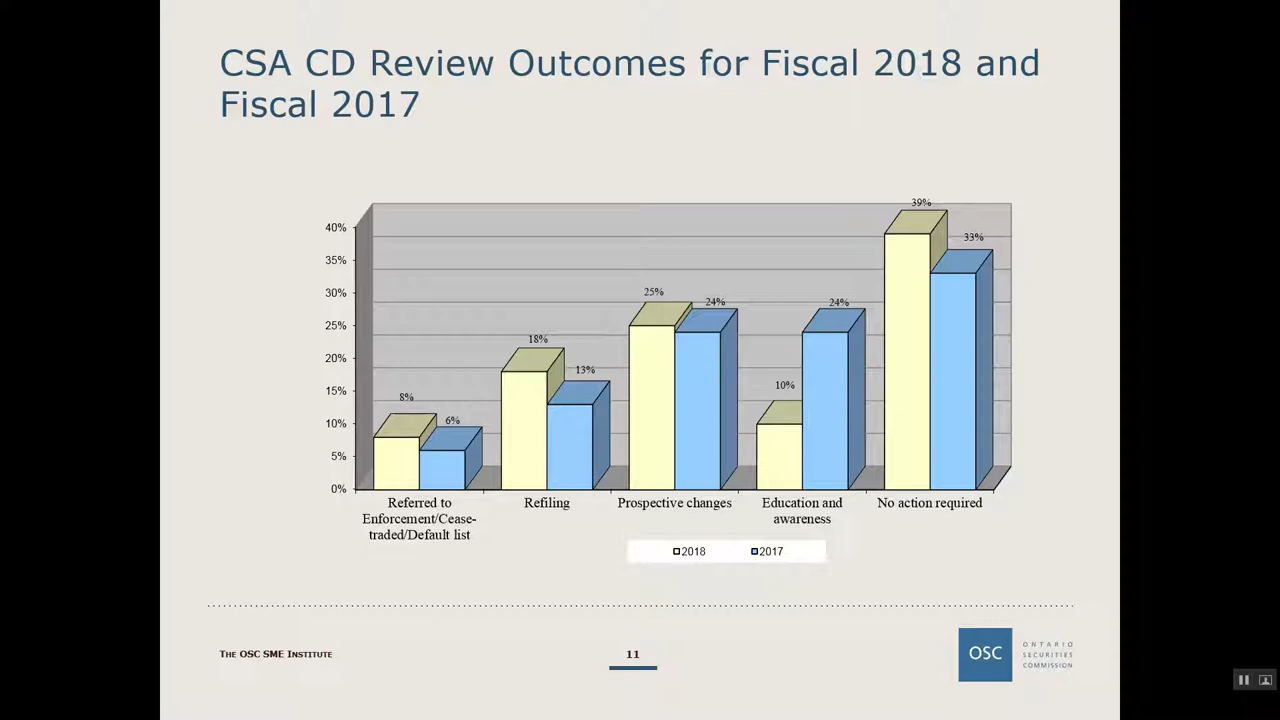 CSA CD Review Outcomes for Fiscal 2018 and
Fiscal 2017
39%
40%
33%
35%
30%
25%
24%
24%
25%
18%
20%
13%
15%
10%
8%
10%
6%
5%
0%
Referred to
Enforcement/Cease-
traded/Default list
Refiling
Prospective changes
Education and
awareness
No action required
2018
2017
THE OSC SME INSTITUTE
11
OSC
ONTARIO
SECURITIES
COMMISSION